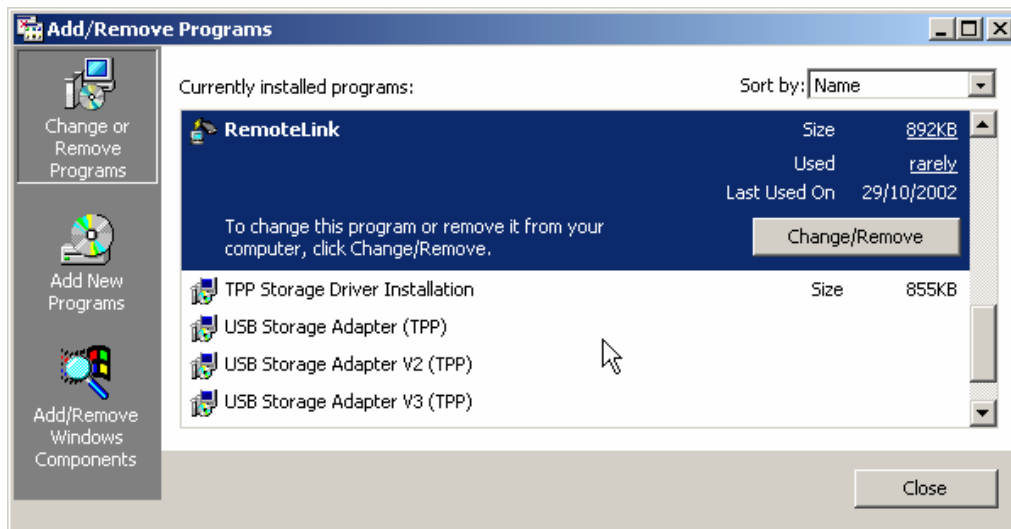 Add/Remove Programs
Change or
Remove
Programs
Add New
Programs
Add/Remove
Windows
Components
Currently installed programs:
Sort by: Name
RemoteLink Size 892KB
Used rarely
Last Used On 29/10/2002
To change this program or remove it from your
computer, click Change/Remove.
Change/Remove
TPP Storage Driver Installation Size 855KB
USB Storage Adapter (TPP)
USB Storage Adapter V2 (TPP)
USB Storage Adapter V3 (TPP)
Close